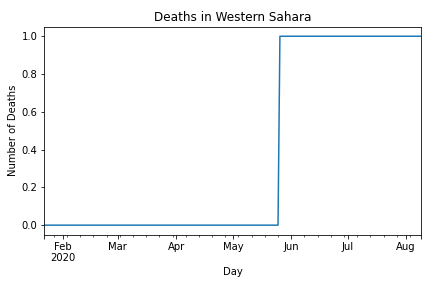 Deaths in Western Sahara
Number of Deaths
1.0
0.8
0.6
0.4
0.2
0.0
Feb Mar Apr May Jun Jul Aug
2020
Day